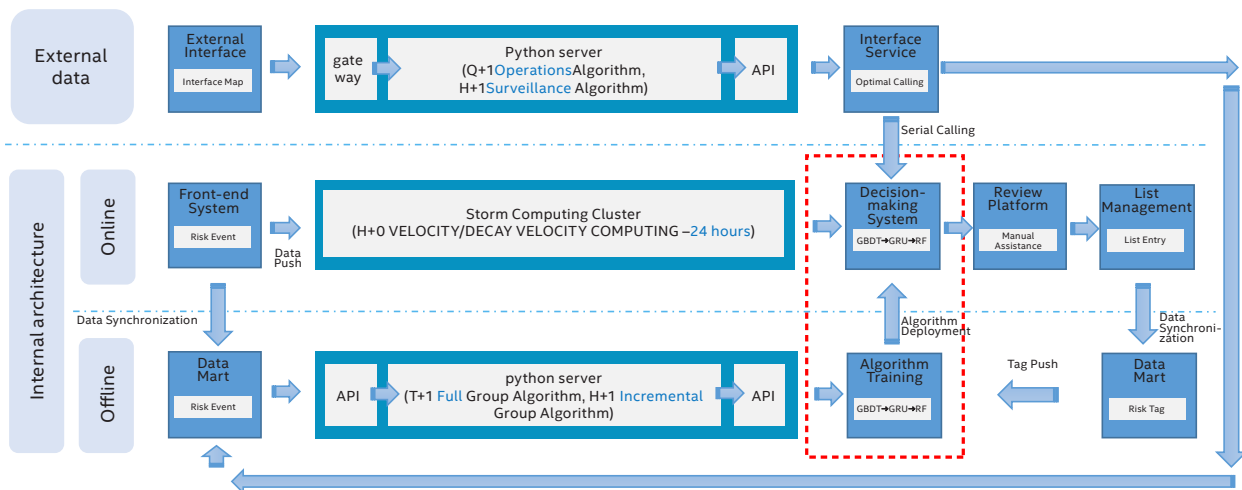 External
data
External
Interface
Interface Map
gate
way
Python server
(Q+1OperationsAlgorithm,
H+1Surveillance Algorithm)
API
Interface
Service
Optimal Calling
Serial Calling
Internal architecture
Online
Front-end
System
Risk Event
Data
Push
Storm Computing Cluster
(H+0 VELOCITY/DECAY VELOCITY COMPUTING –24 hours)
Decision-
making
System
GBDT➔GRU➔RF
Review
Platform
Manual
Assistance
List
Management
List Entry
Data Synchronization
Algorithm
Deployment
Data
Synchroni-
zation
Offline
Data
Mart
Risk Event
API
python server
(T+1 Full Group Algorithm, H+1 Incremental
Group Algorithm)
API
Algorithm
Training
GBDT➔GRU➔RF
Tag Push
Data
Mart
Risk Tag